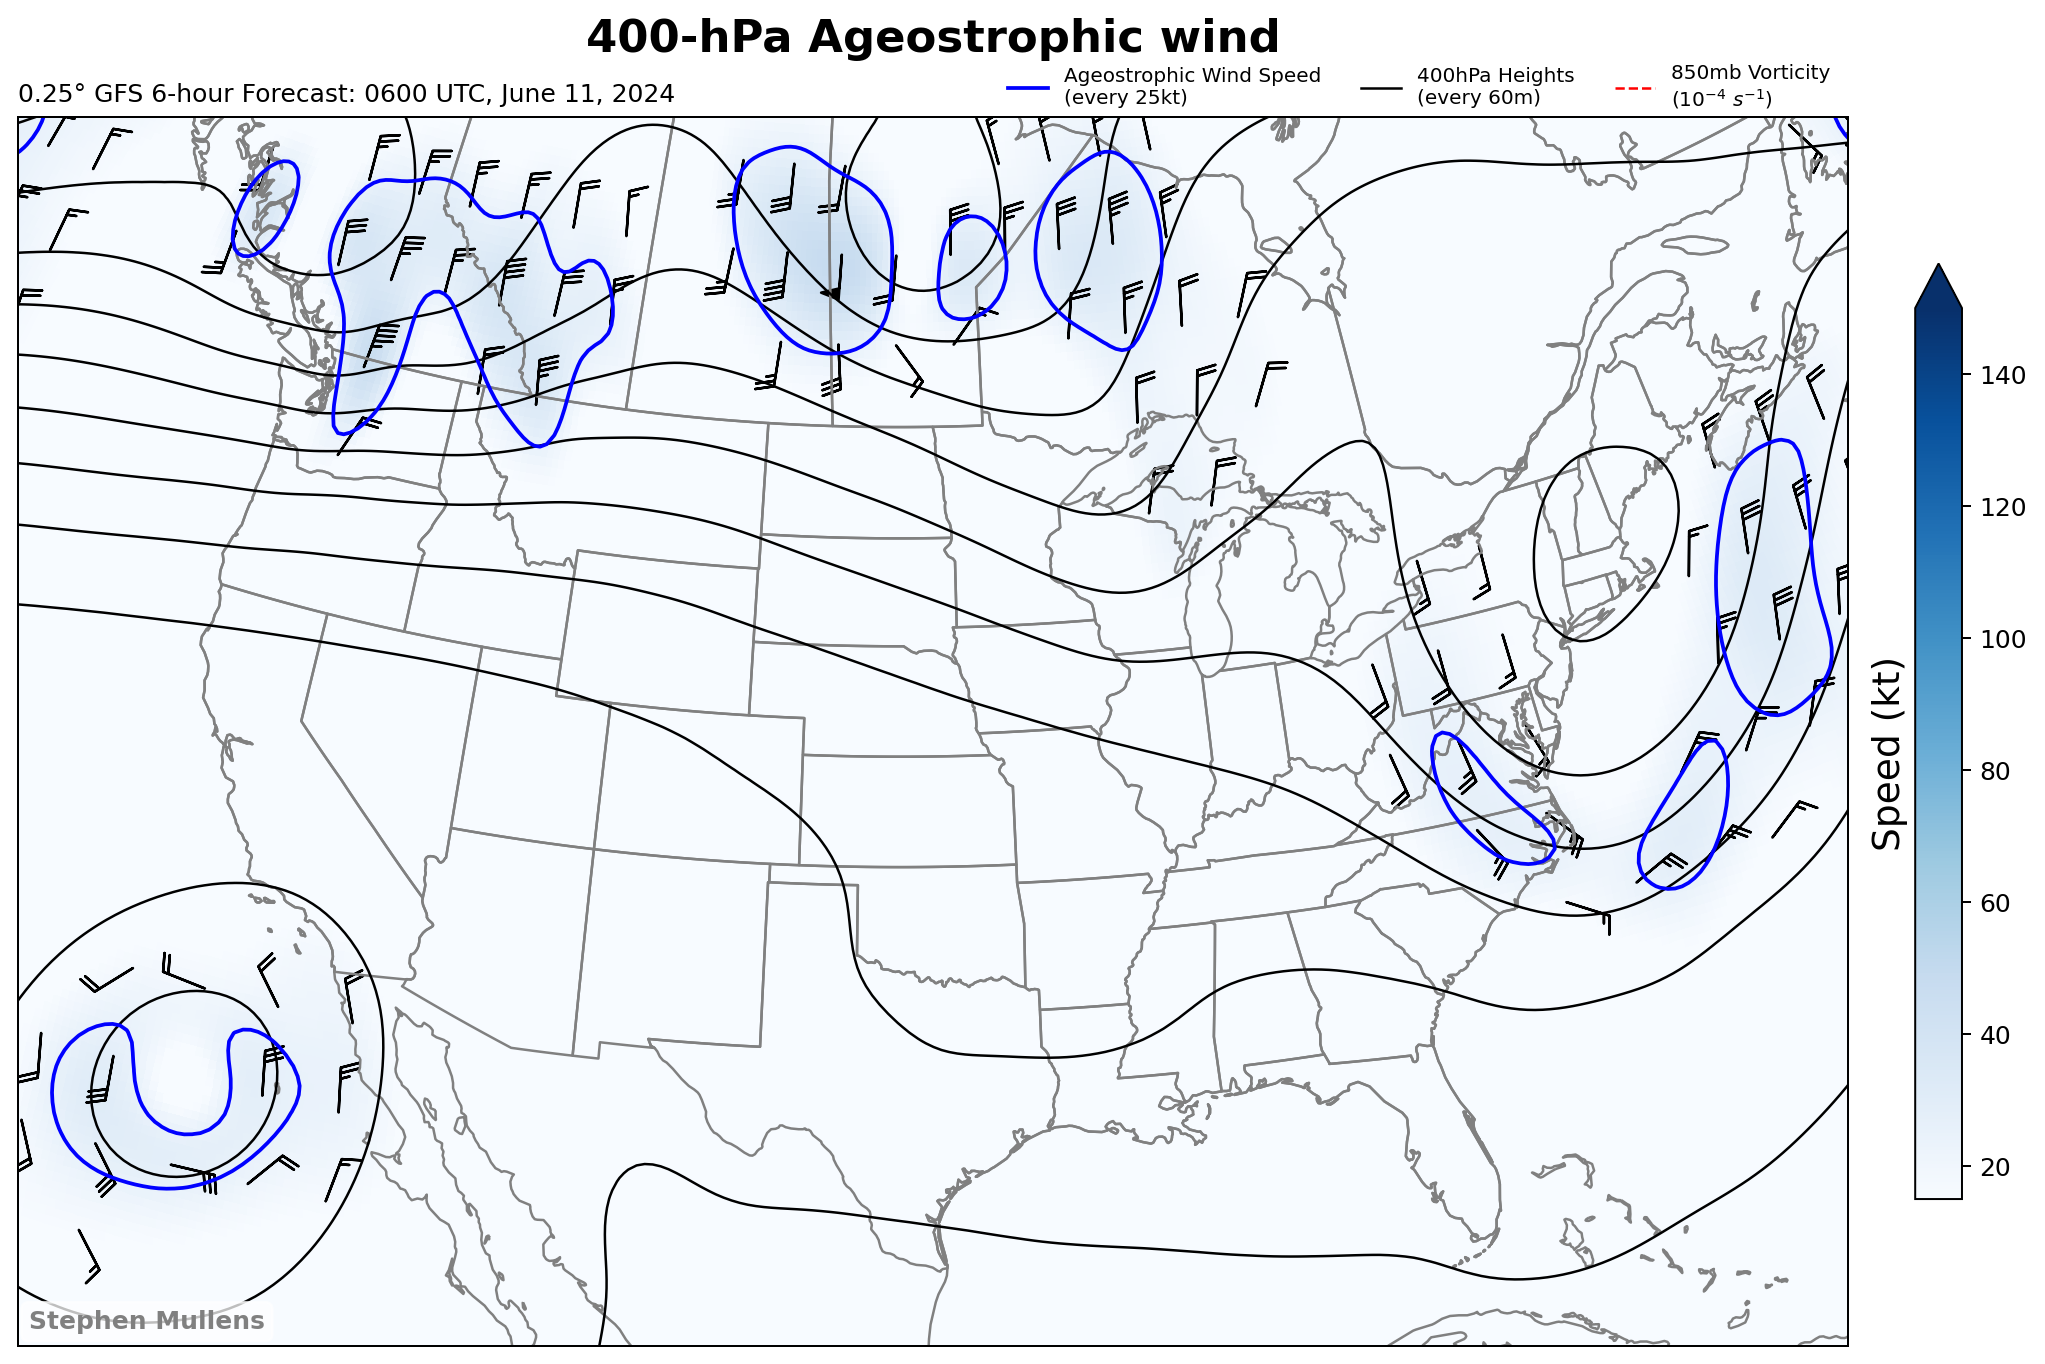 400-hPa Ageostrophic wind
0.25° GFS 6-hour Forecast: 0600 UTC, June 11, 2024
Ageostrophic Wind Speed
(every 25kt)
400hPa Heights
(every 60m)
850mb Vorticity
(10⁻⁴ s⁻¹)
140
120
100
80
60
40
20
Speed (kt)
Stephen Mullens